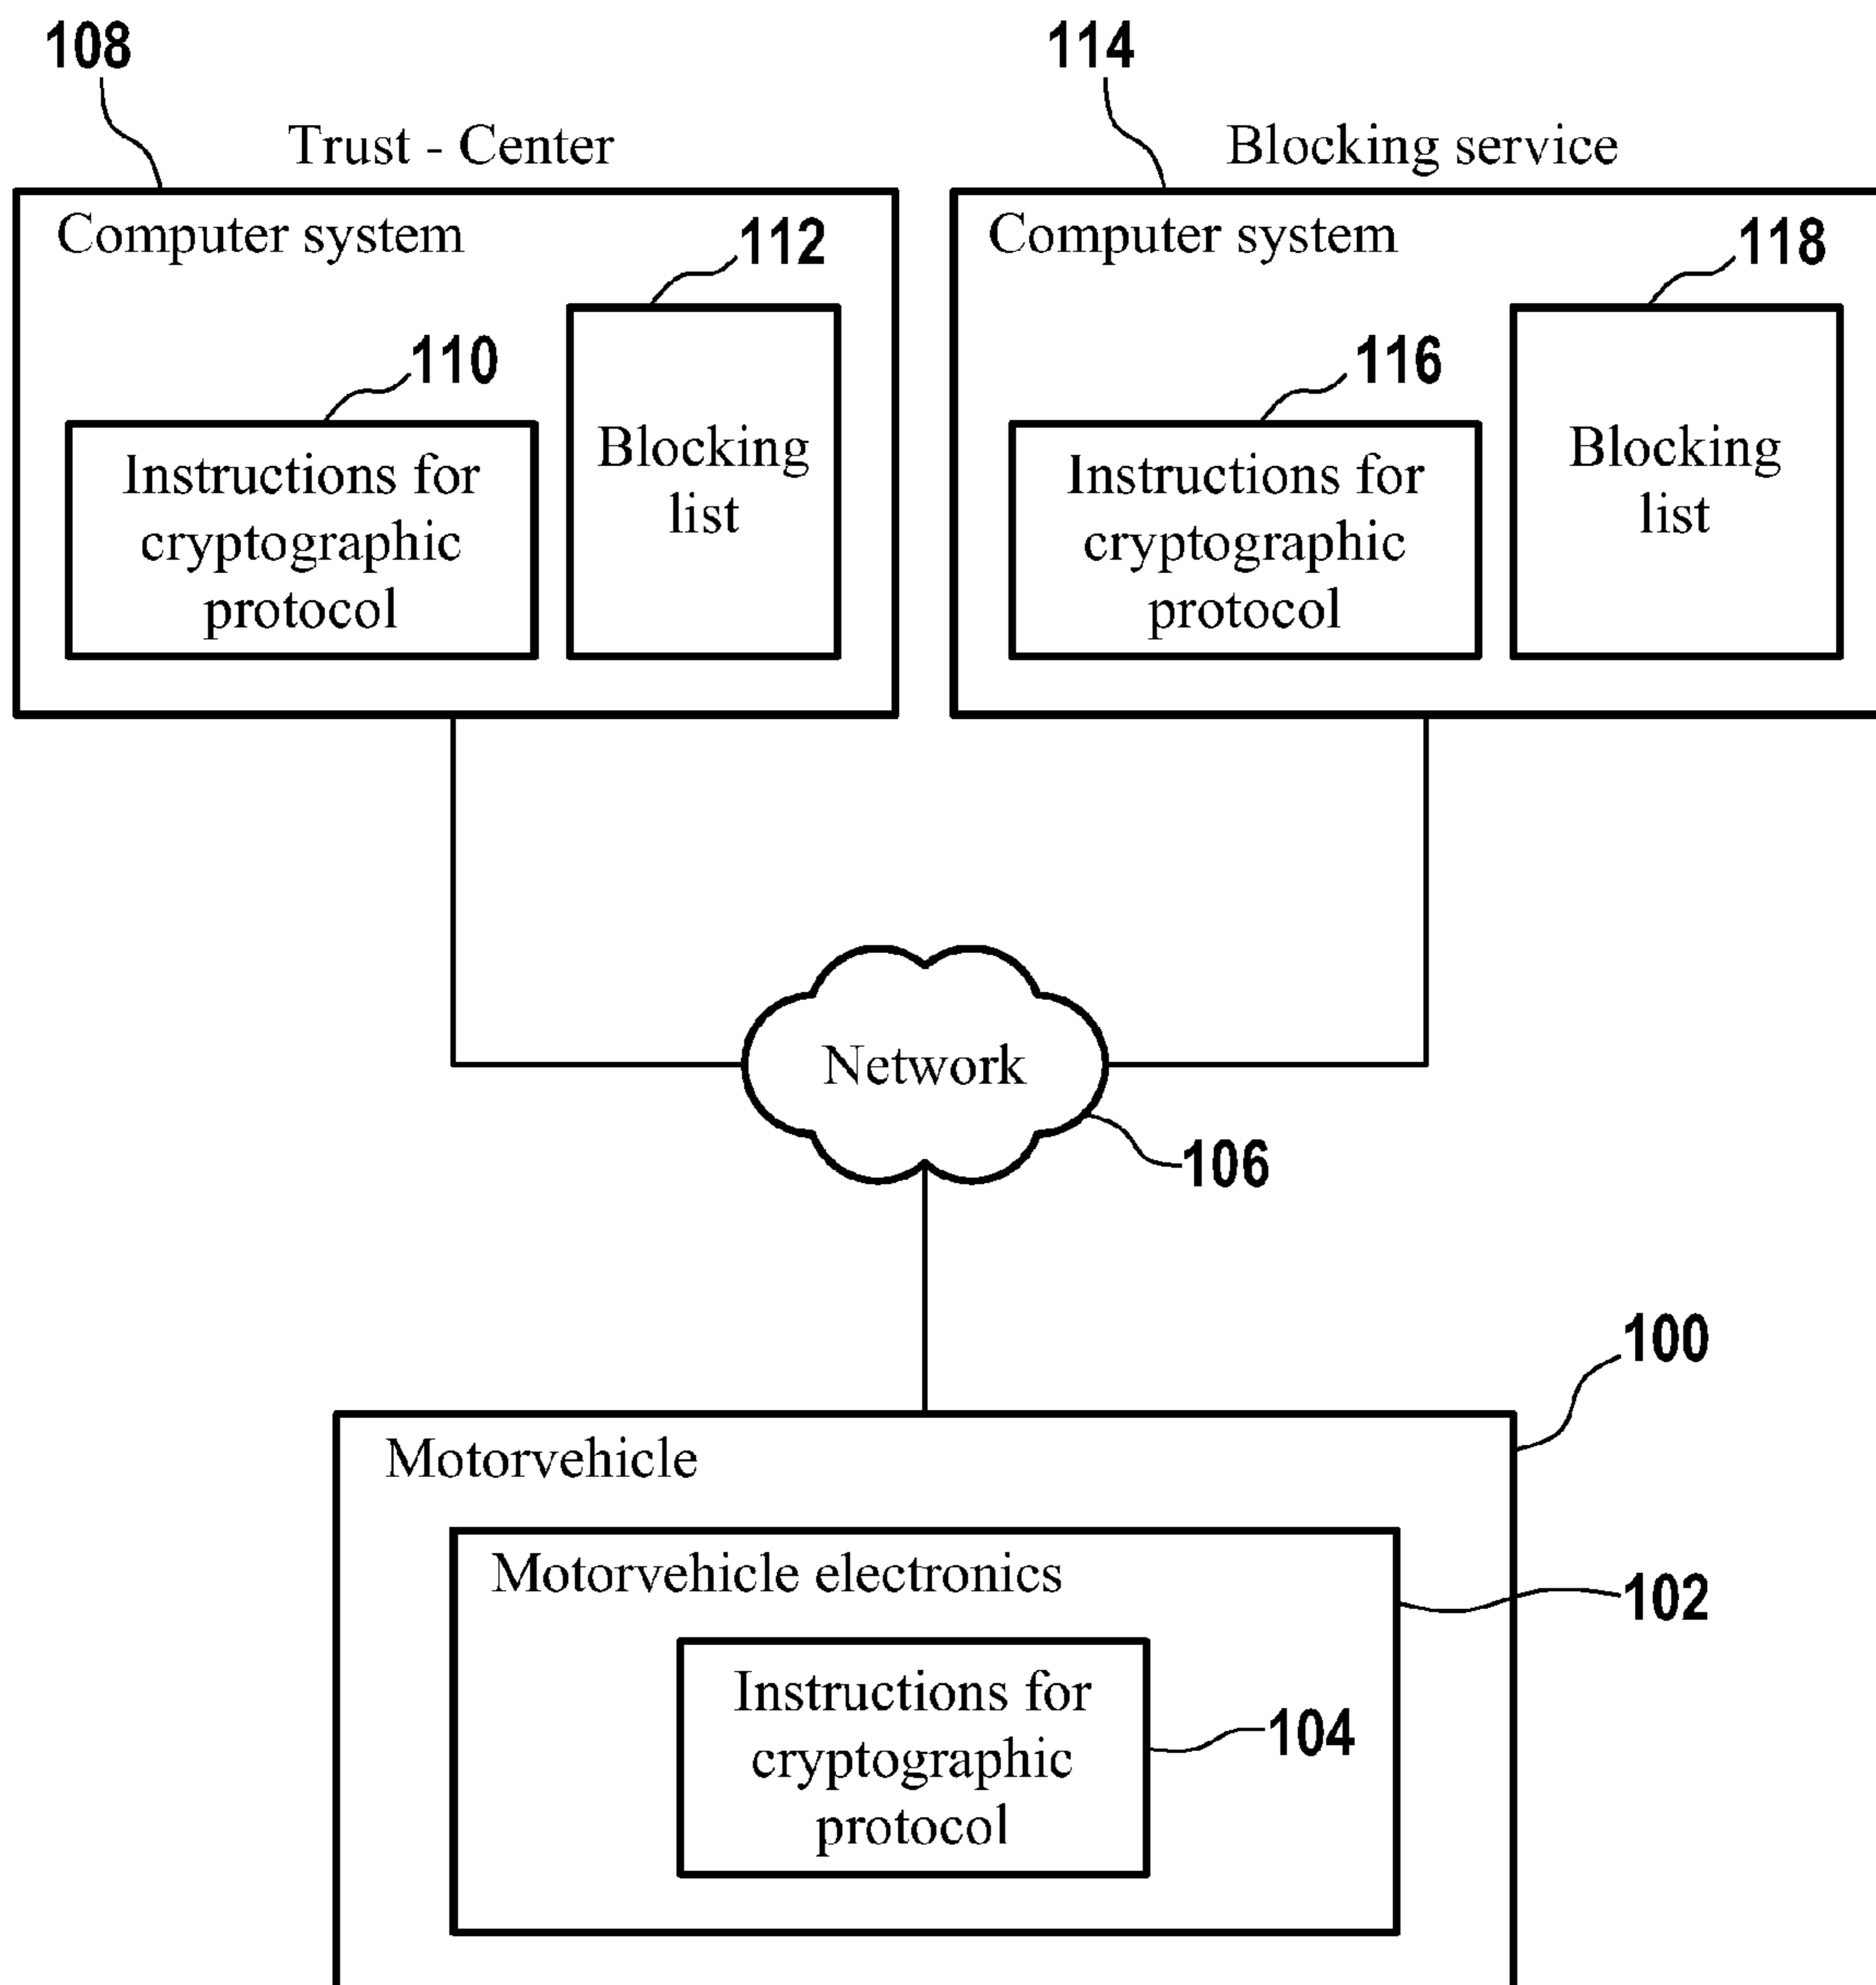 108
114
Trust - Center
Blocking service
Computer system
112
Computer system
118
110
116
Instructions for
cryptographic
protocol
Blocking
list
Instructions for
cryptographic
protocol
Blocking
list
Network
106
100
Motorvehicle
Motorvehicle electronics
102
Instructions for
cryptographic
protocol
104